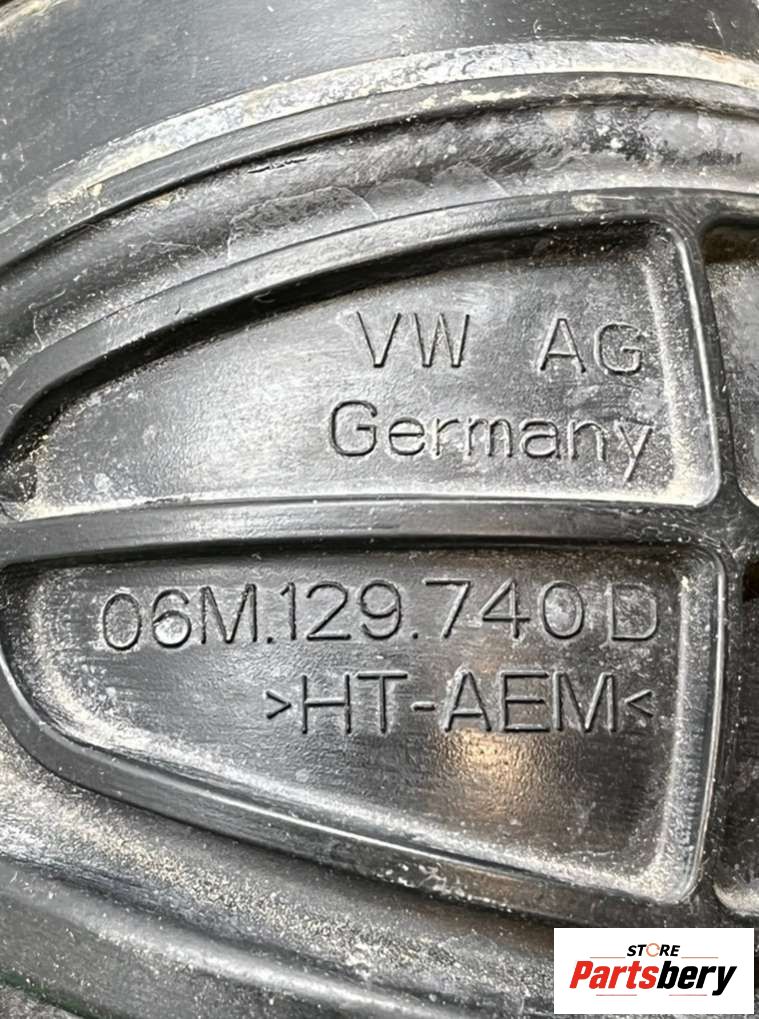 VW AG
Germany
06M.129.740 D
>HT-AEM<
STORE
Partsbery